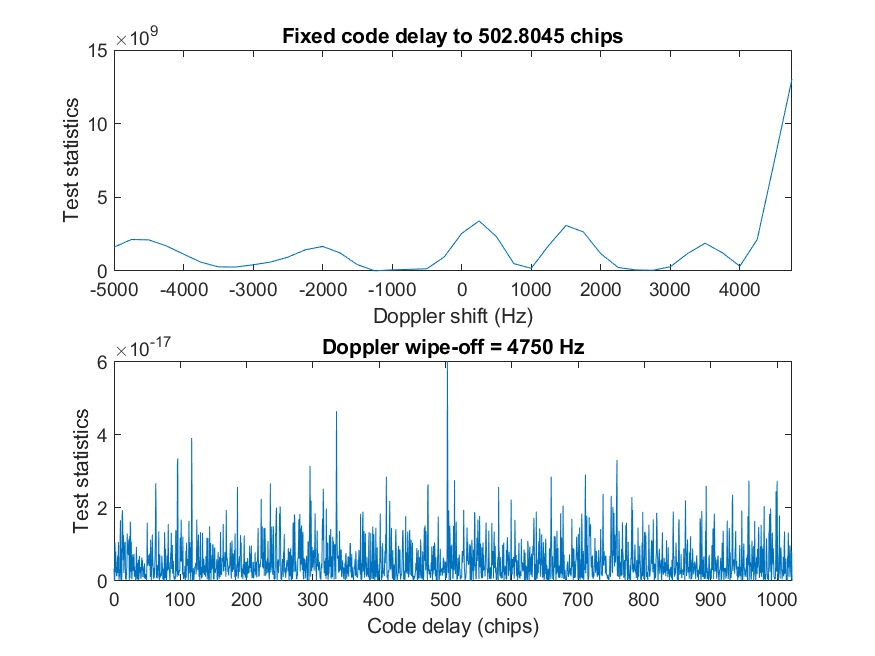 Fixed code delay to 502.8045 chips
×10^9
15
10
5
0
Test statistics
-5000 -4000 -3000 -2000 -1000 0 1000 2000 3000 4000
Doppler shift (Hz)
Doppler wipe-off = 4750 Hz
×10^-17
6
4
2
0
Test statistics
0 100 200 300 400 500 600 700 800 900 1000
Code delay (chips)